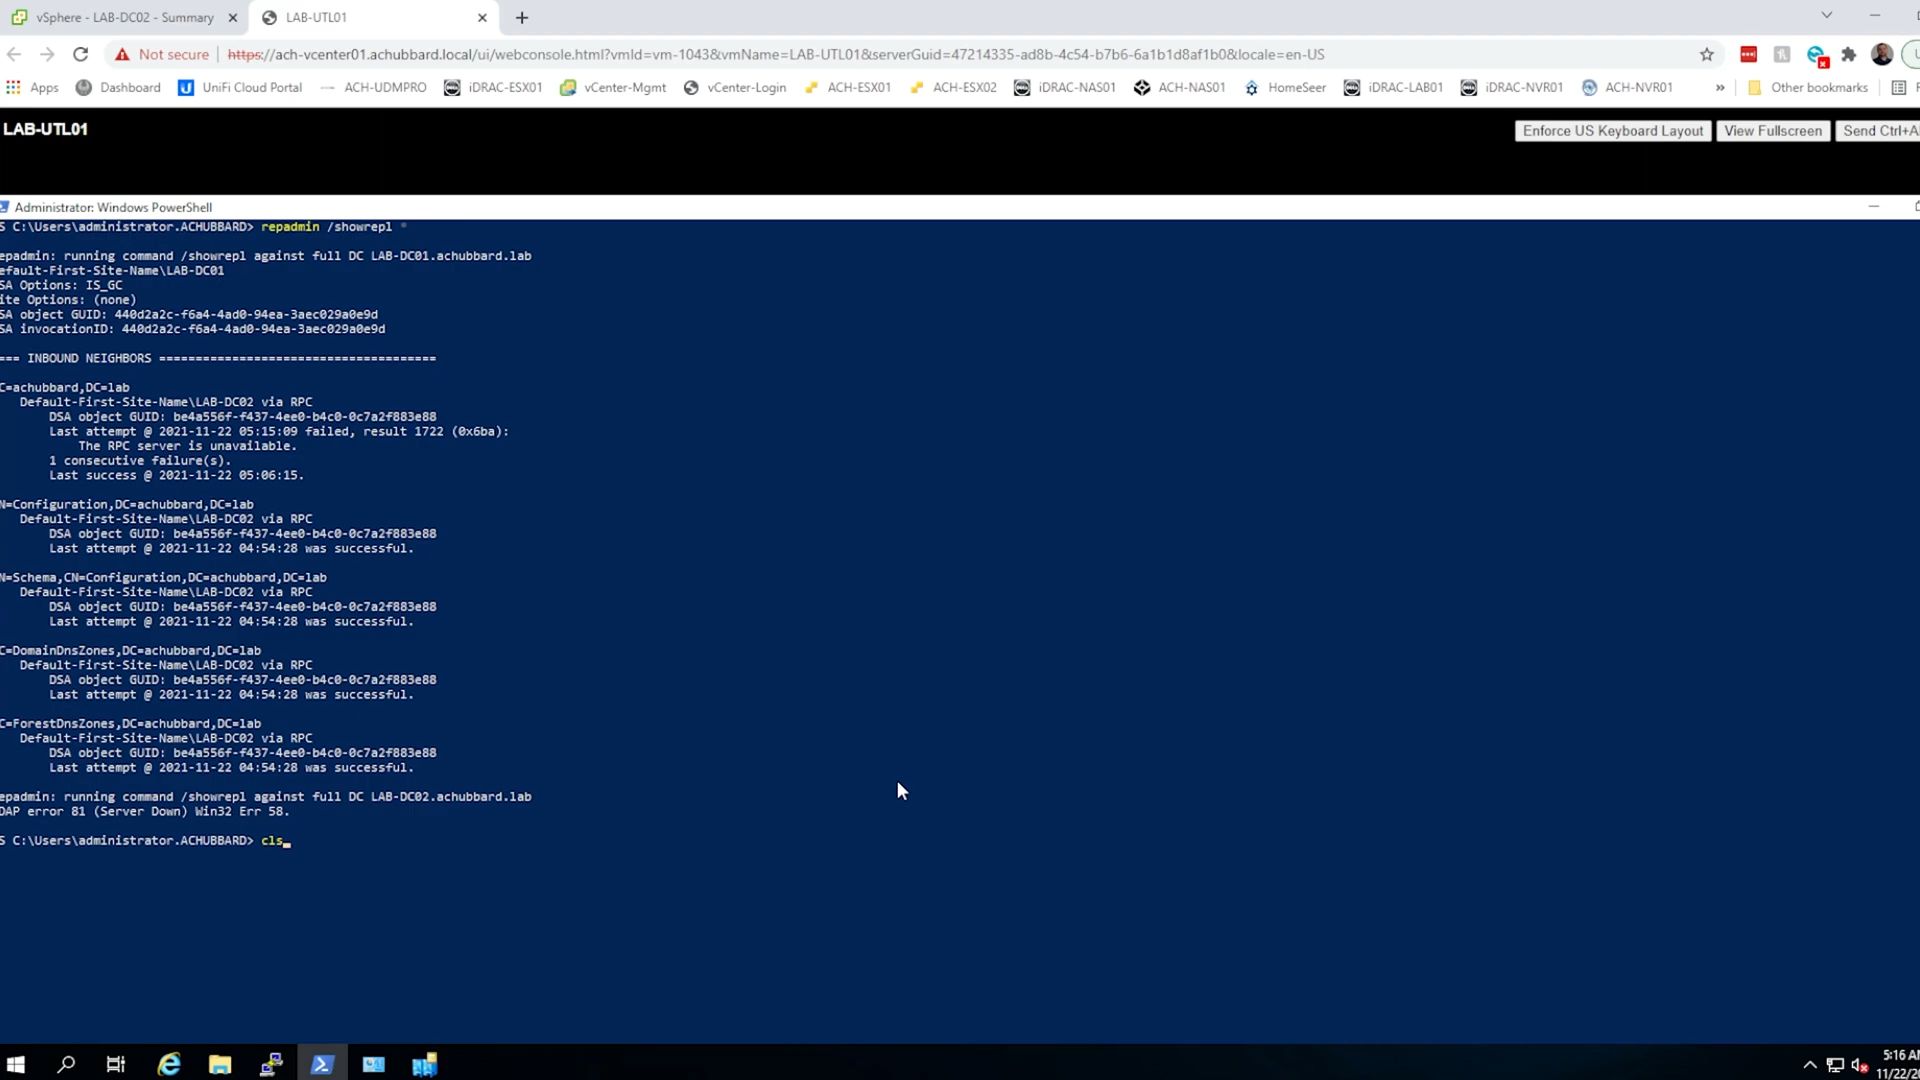 vSphere - LAB-DC02 - Summary
LAB-UTL01
Not secure | https://ach-vcenter01.achubbard.local/ui/webconsole.html?vmId=vm-1043&vmName=LAB-UTL01&serverGuid=47214335-ad8b-4c54-b7b6-6a1b1d8af1b0&locale=en-US
Apps Dashboard UniFi Cloud Portal ACH-UDMPRO iDRAC-ESX01 vCenter-Mgmt vCenter-Login ACH-ESX01 ACH-ESX02 iDRAC-NAS01 ACH-NAS01 HomeSeer iDRAC-LAB01 iDRAC-NVR01 ACH-NVR01 » Other bookmarks
LAB-UTL01
Enforce US Keyboard Layout View Fullscreen Send Ctrl+Al
Administrator: Windows PowerShell
S C:\Users\administrator.ACHUBBARD> repadmin /showrepl *
epadmin: running command /showrepl against full DC LAB-DC01.achubbard.lab
efault-First-Site-Name\LAB-DC01
SA Options: IS_GC
ite Options: (none)
SA object GUID: 440d2a2c-f6a4-4ad0-94ea-3aec029a0e9d
SA invocationID: 440d2a2c-f6a4-4ad0-94ea-3aec029a0e9d
=== INBOUND NEIGHBORS ======================================
C=achubbard,DC=lab
Default-First-Site-Name\LAB-DC02 via RPC
DSA object GUID: be4a556f-f437-4ee0-b4c0-0c7a2f883e88
Last attempt @ 2021-11-22 05:15:09 failed, result 1722 (0x6ba):
The RPC server is unavailable.
1 consecutive failure(s).
Last success @ 2021-11-22 05:06:15.
N=Configuration,DC=achubbard,DC=lab
Default-First-Site-Name\LAB-DC02 via RPC
DSA object GUID: be4a556f-f437-4ee0-b4c0-0c7a2f883e88
Last attempt @ 2021-11-22 04:54:28 was successful.
N=Schema,CN=Configuration,DC=achubbard,DC=lab
Default-First-Site-Name\LAB-DC02 via RPC
DSA object GUID: be4a556f-f437-4ee0-b4c0-0c7a2f883e88
Last attempt @ 2021-11-22 04:54:28 was successful.
C=DomainDnsZones,DC=achubbard,DC=lab
Default-First-Site-Name\LAB-DC02 via RPC
DSA object GUID: be4a556f-f437-4ee0-b4c0-0c7a2f883e88
Last attempt @ 2021-11-22 04:54:28 was successful.
C=ForestDnsZones,DC=achubbard,DC=lab
Default-First-Site-Name\LAB-DC02 via RPC
DSA object GUID: be4a556f-f437-4ee0-b4c0-0c7a2f883e88
Last attempt @ 2021-11-22 04:54:28 was successful.
epadmin: running command /showrepl against full DC LAB-DC02.achubbard.lab
DAP error 81 (Server Down) Win32 Err 58.
S C:\Users\administrator.ACHUBBARD> cls_
5:16 AM
11/22/20